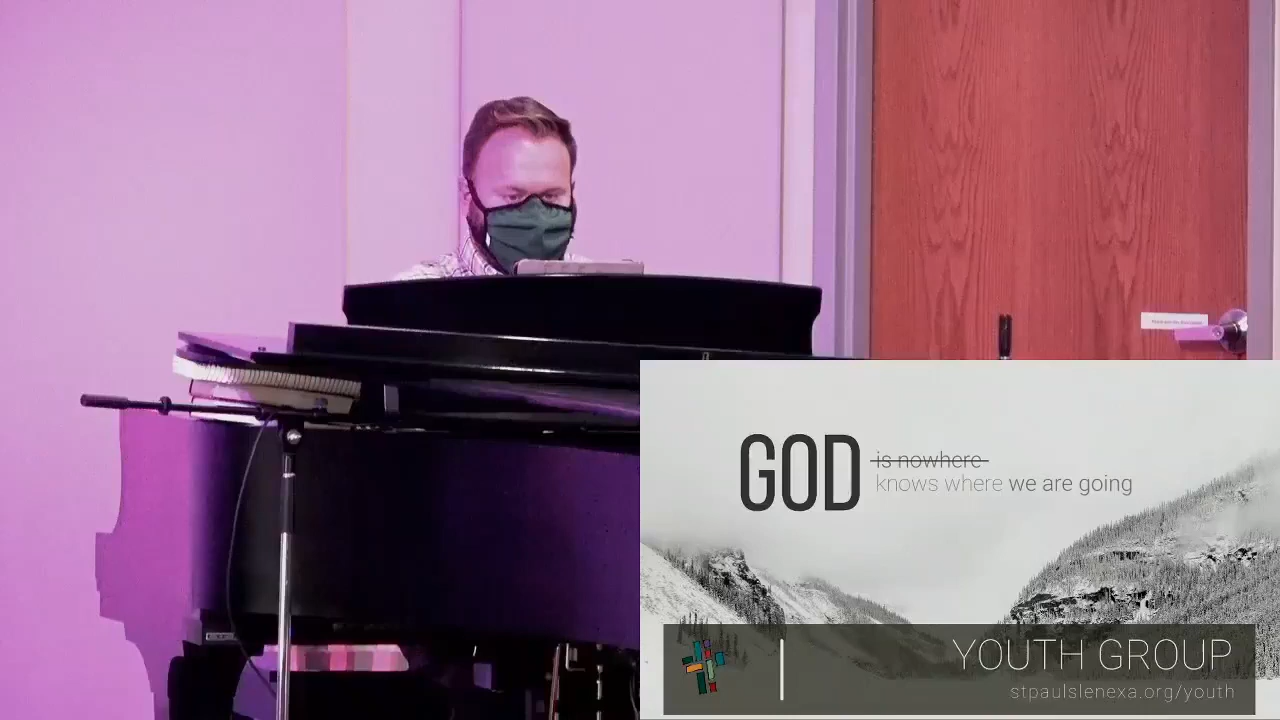 GOD
is nowhere
knows where we are going
YOUTH GROUP
stpaulslenexa.org/youth